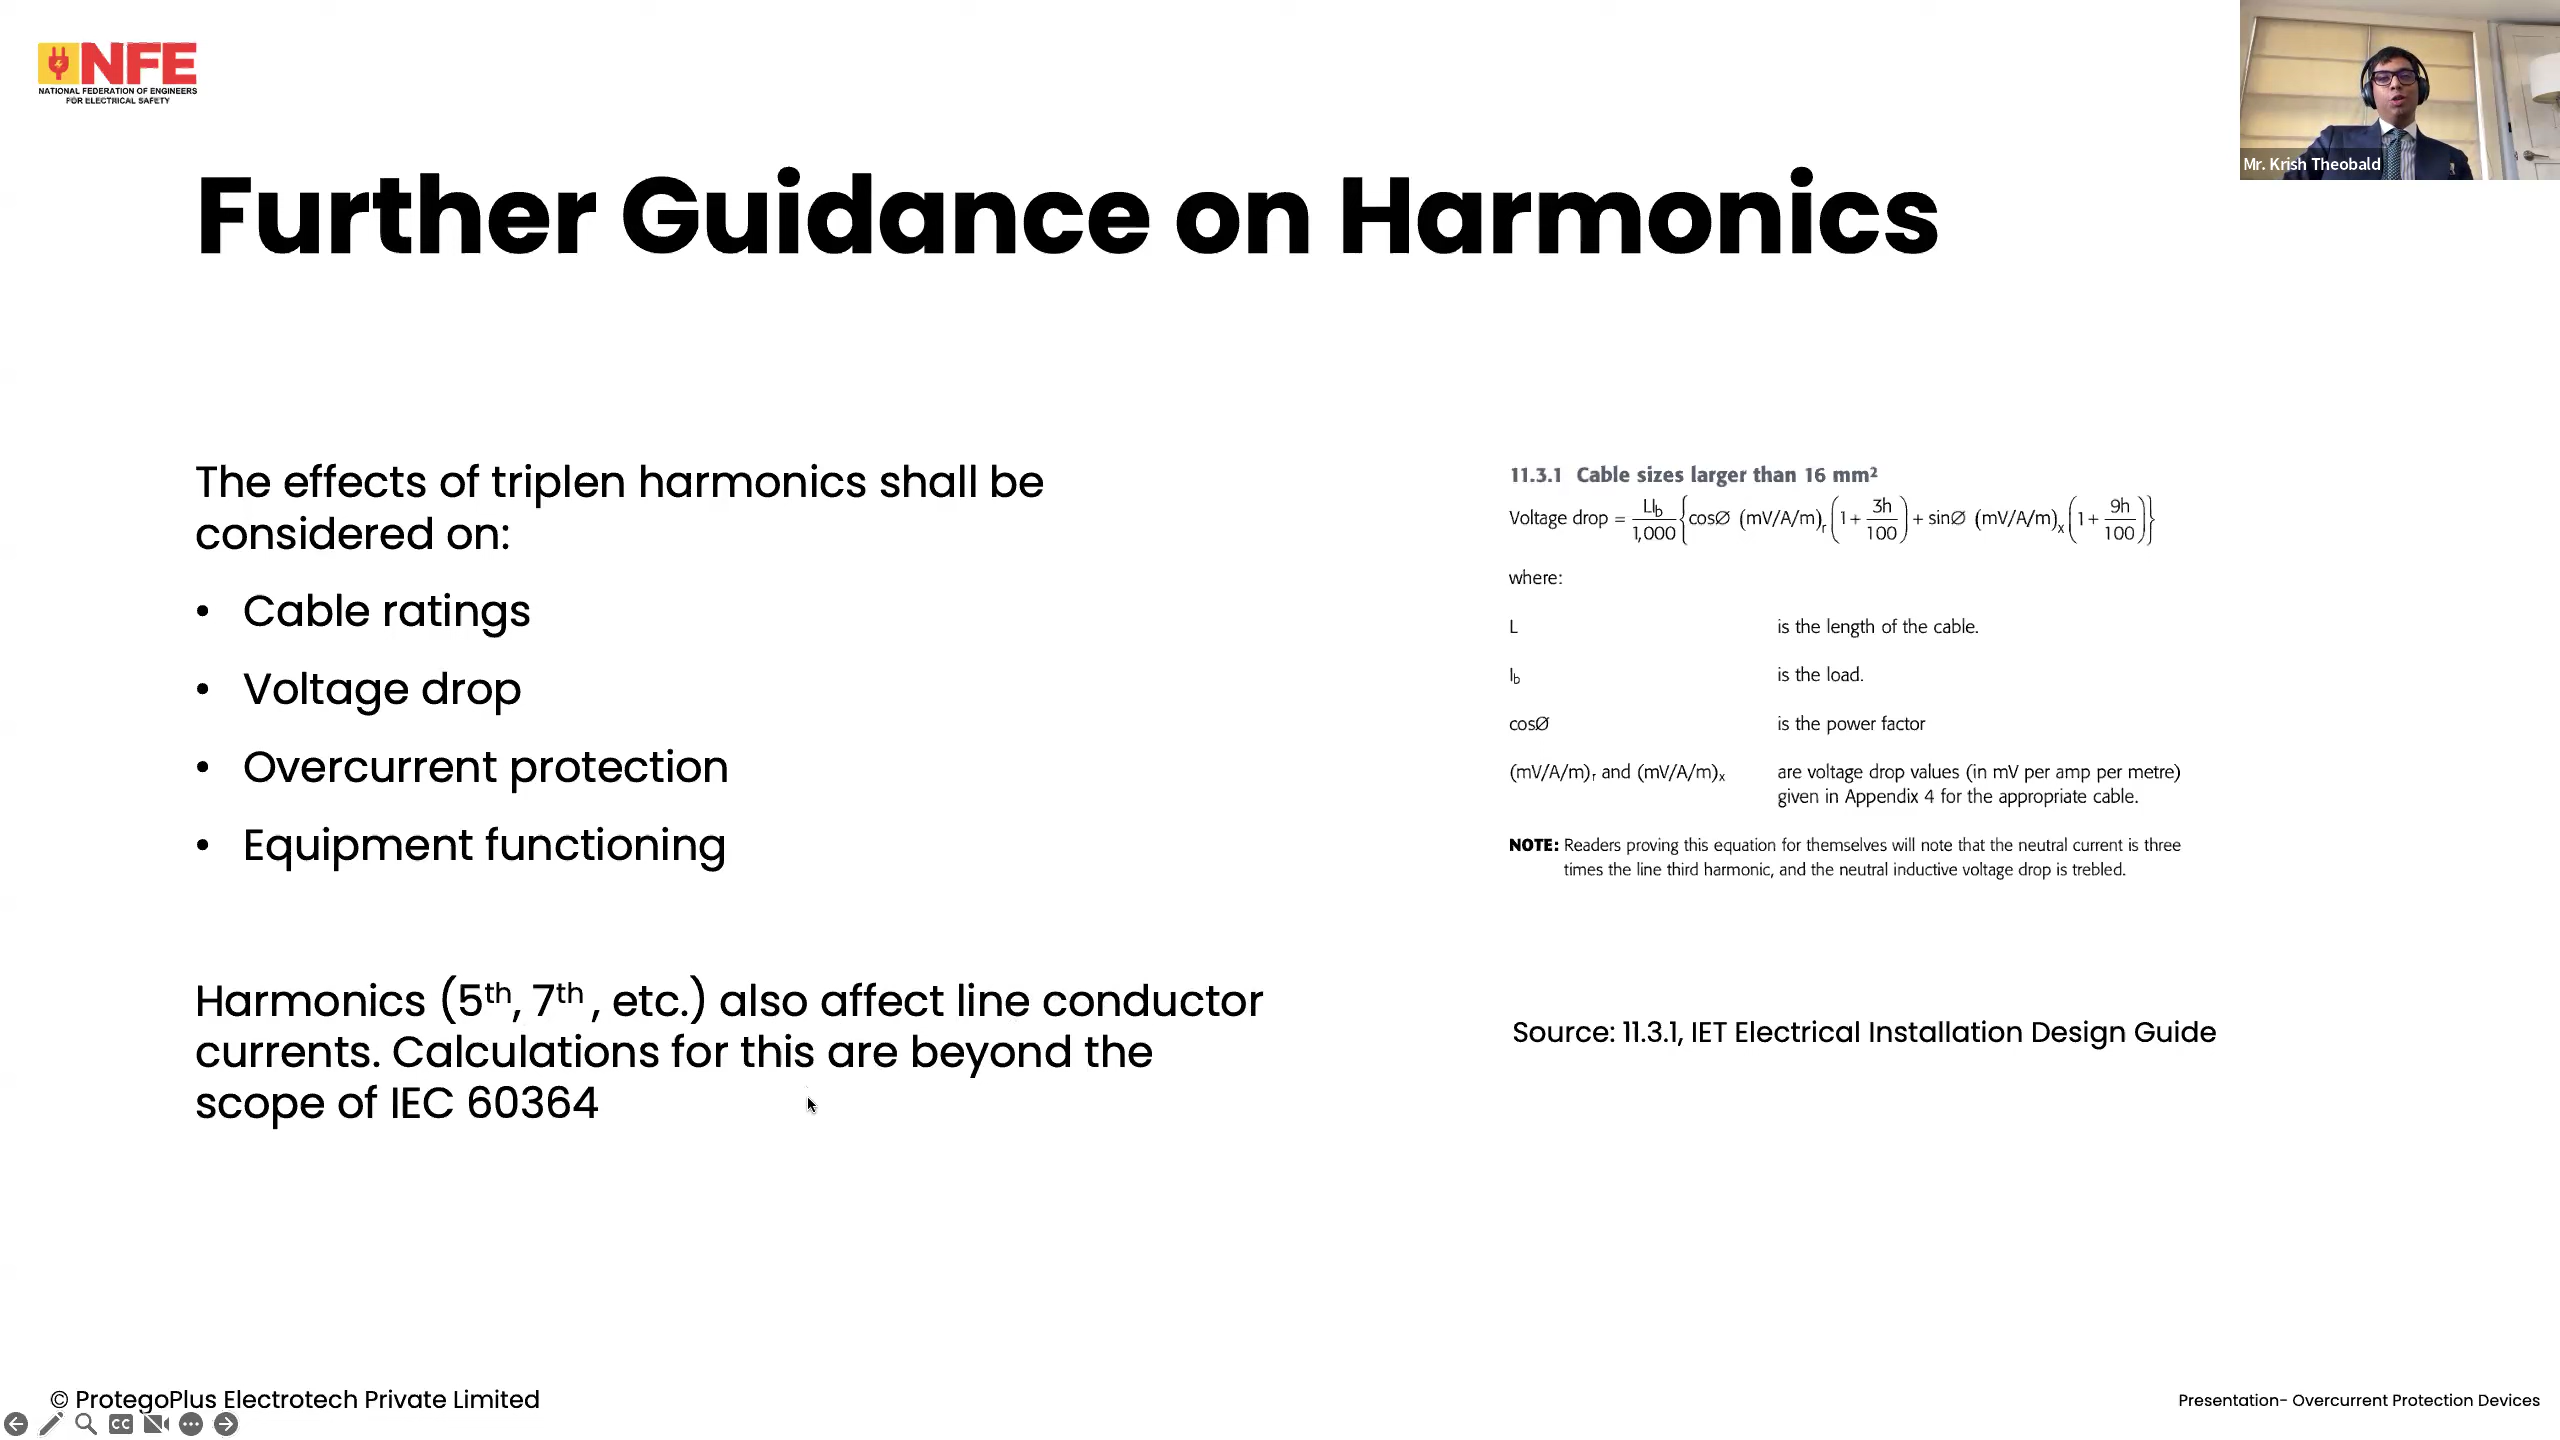 NFE
NATIONAL FEDERATION OF ENGINEERS
FOR ELECTRICAL SAFETY
Mr. Krish Theobald
Further Guidance on Harmonics
The effects of triplen harmonics shall be
considered on:
• Cable ratings
• Voltage drop
• Overcurrent protection
• Equipment functioning
Harmonics (5th, 7th , etc.) also affect line conductor
currents. Calculations for this are beyond the
scope of IEC 60364
11.3.1 Cable sizes larger than 16 mm²
Voltage drop = LIb/1,000 {cosØ (mV/A/m)r (1 + 3h/100) + sinØ (mV/A/m)x (1 + 9h/100)}
where:
L is the length of the cable.
Ib is the load.
cosØ is the power factor
(mV/A/m)r and (mV/A/m)x are voltage drop values (in mV per amp per metre)
given in Appendix 4 for the appropriate cable.
NOTE: Readers proving this equation for themselves will note that the neutral current is three
times the line third harmonic, and the neutral inductive voltage drop is trebled.
Source: 11.3.1, IET Electrical Installation Design Guide
© ProtegoPlus Electrotech Private Limited
CC
Presentation- Overcurrent Protection Devices